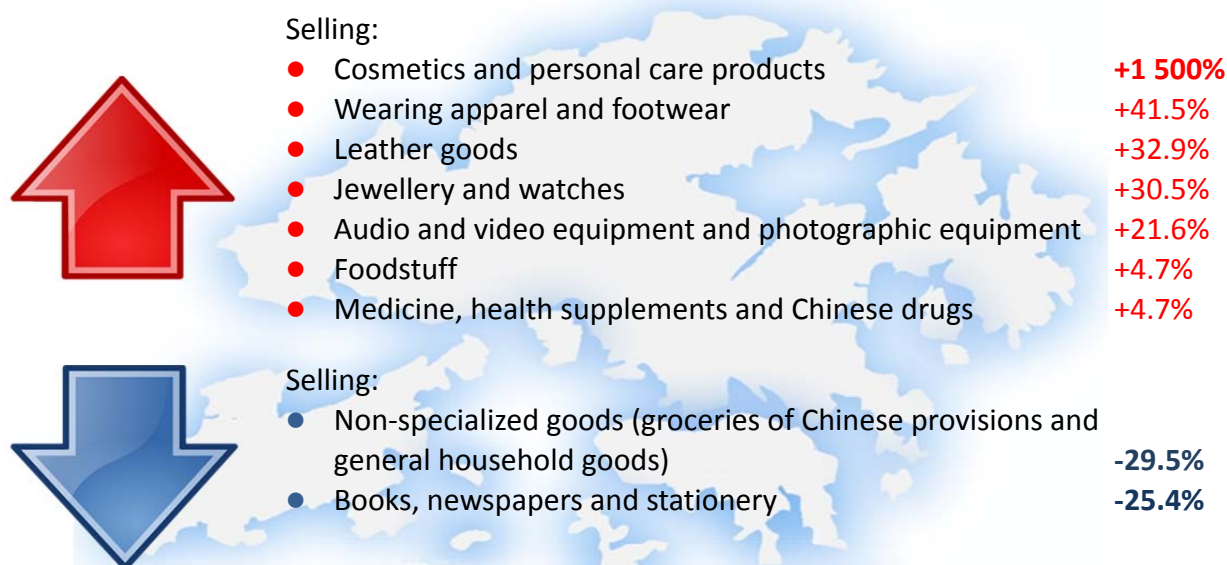 Selling:
● Cosmetics and personal care products +1 500%
● Wearing apparel and footwear +41.5%
● Leather goods +32.9%
● Jewellery and watches +30.5%
● Audio and video equipment and photographic equipment +21.6%
● Foodstuff +4.7%
● Medicine, health supplements and Chinese drugs +4.7%
Selling:
● Non-specialized goods (groceries of Chinese provisions and
general household goods) -29.5%
● Books, newspapers and stationery -25.4%